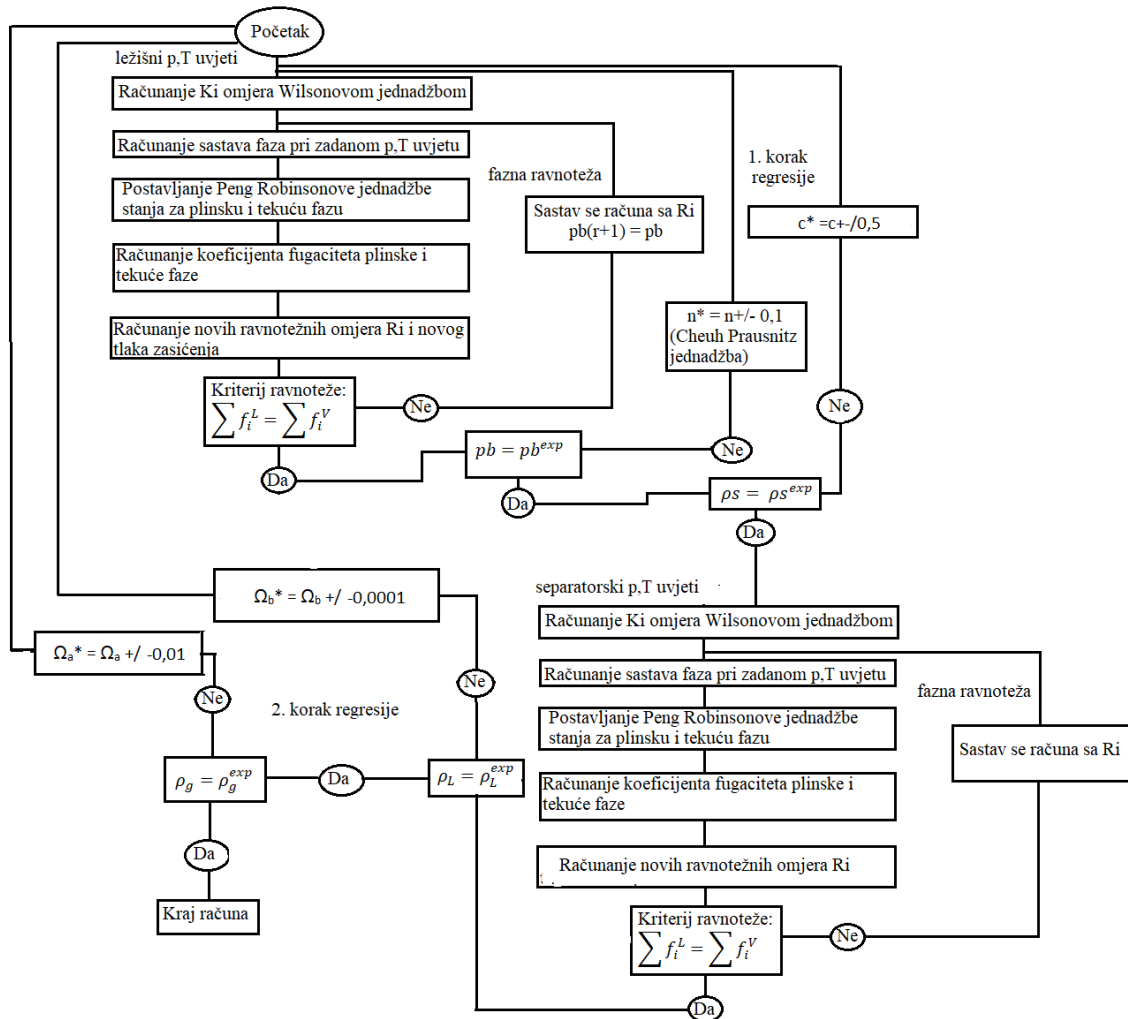 Početak
ležišni p,T uvjeti
Računanje Ki omjera Wilsonovom jednadžbom
Računanje sastava faza pri zadanom p,T uvjetu
Postavljanje Peng Robinsonove jednadžbe
stanja za plinsku i tekuću fazu
Računanje koeficijenta fugaciteta plinske i
tekuće faze
Računanje novih ravnotežnih omjera Ri i novog
tlaka zasićenja
Kriterij ravnoteže:
∑ f_i^L = ∑ f_i^V
Ne
Da
fazna ravnoteža
Sastav se računa sa Ri
pb(r+1) = pb
1. korak
regresije
c* =c+-/0,5
n* = n+/- 0,1
(Cheuh Prausnitz
jednadžba)
Ne
Ne
pb = pb^exp
Da
ρs = ρs^exp
Da
separatorski p,T uvjeti
Računanje Ki omjera Wilsonovom jednadžbom
Računanje sastava faza pri zadanom p,T uvjetu
Postavljanje Peng Robinsonove jednadžbe
stanja za plinsku i tekuću fazu
Računanje koeficijenta fugaciteta plinske i
tekuće faze
Računanje novih ravnotežnih omjera Ri
Kriterij ravnoteže:
∑ f_i^L = ∑ f_i^V
Ne
Da
fazna ravnoteža
Sastav se računa sa Ri
Ω_b* = Ω_b +/ -0,0001
Ω_a* = Ω_a +/ -0,01
Ne
Ne
2. korak regresije
ρ_L = ρ_L^exp
Da
ρ_g = ρ_g^exp
Da
Kraj računa